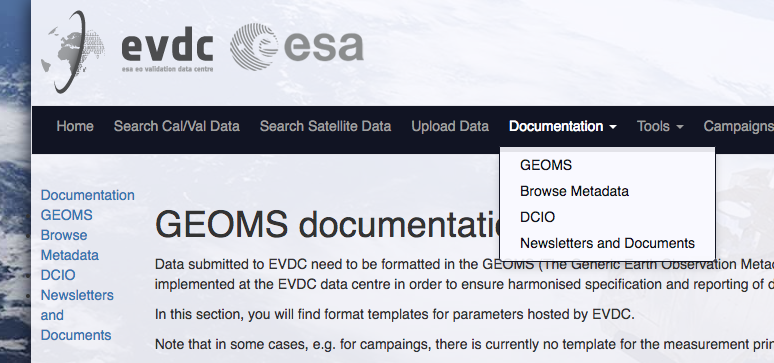 evdc
esa eo validation data centre
esa
Home Search Cal/Val Data Search Satellite Data Upload Data Documentation Tools Campaigns
GEOMS
Browse Metadata
DCIO
Newsletters and Documents
Documentation
GEOMS
Browse
Metadata
DCIO
Newsletters
and
Documents
GEOMS documentati
Data submitted to EVDC need to be formatted in the GEOMS (The Generic Earth Observation Metad
implemented at the EVDC data centre in order to ensure harmonised specification and reporting of d
In this section, you will find format templates for parameters hosted by EVDC.
Note that in some cases, e.g. for campaings, there is currently no template for the measurement prin